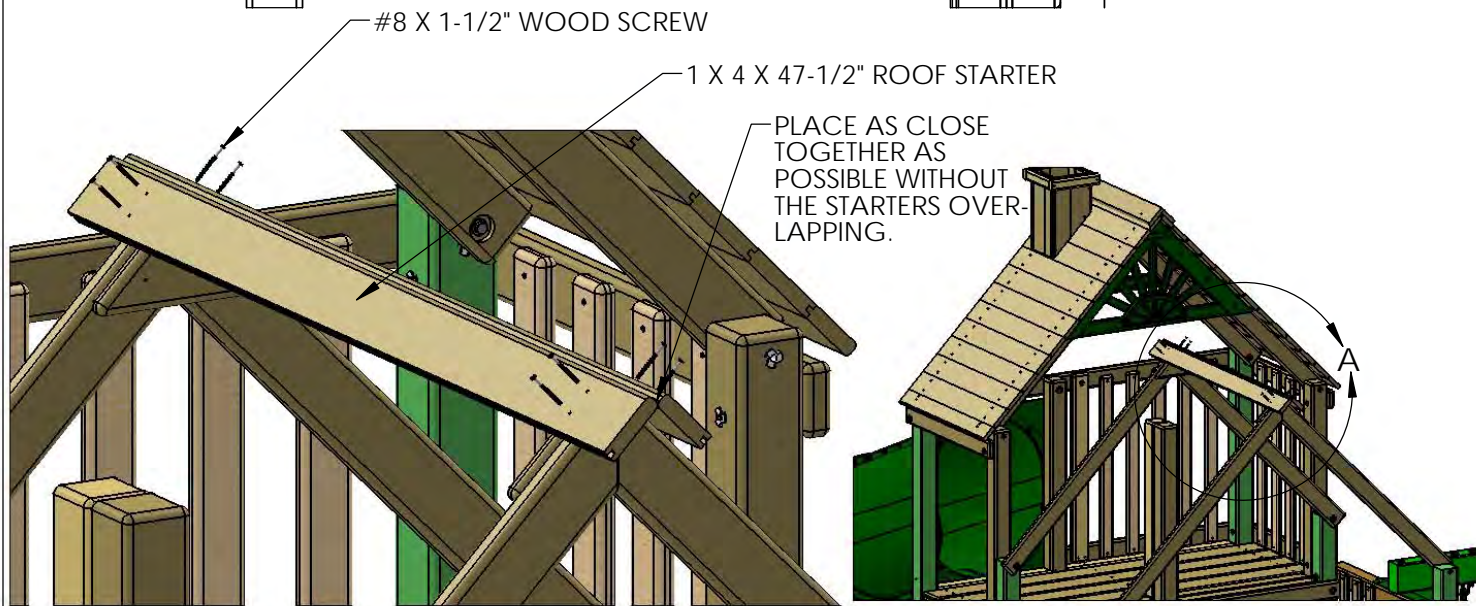 #8 X 1-1/2" WOOD SCREW
1 X 4 X 47-1/2" ROOF STARTER
PLACE AS CLOSE
TOGETHER AS
POSSIBLE WITHOUT
THE STARTERS OVER-
LAPPING.
A